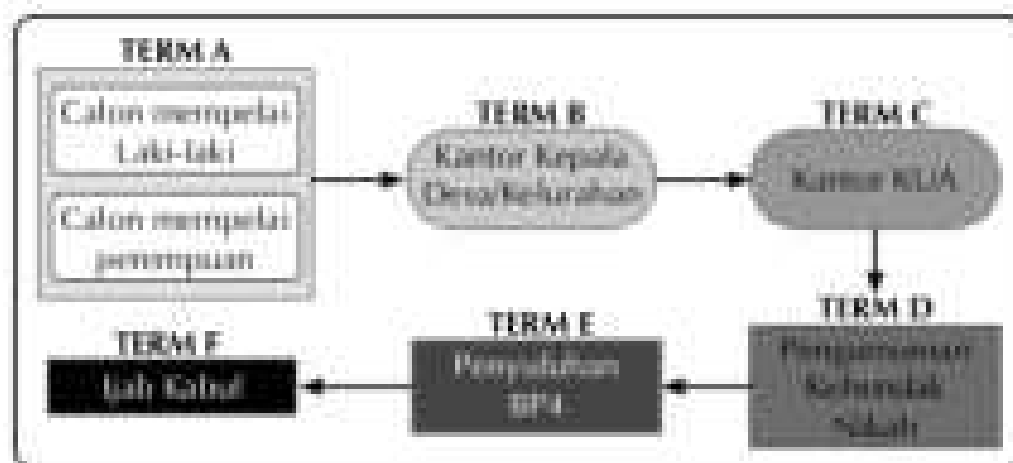 TERM A
Calon mempelai
Laki-laki
Calon mempelai
perempuan
TERM B
Kantor Kepala
Desa/Kelurahan
TERM C
Kantor KUA
TERM D
Pengumuman
Kehendak
Nikah
TERM E
Penyuluhan
BP4
TERM F
Ijab Kabul